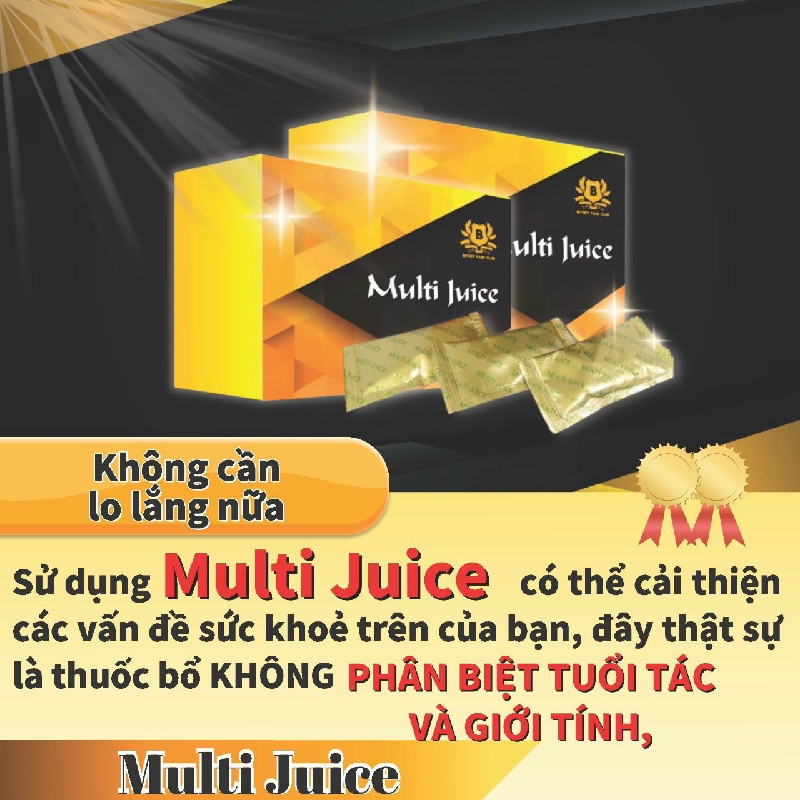 Multi Juice
ulti Juice
B
B
MULTI JUICE
Không cần
lo lắng nữa
Sử dụng Multi Juice có thể cải thiện
các vấn đề sức khoẻ trên của bạn, đây thật sự
là thuốc bổ KHÔNG PHÂN BIỆT TUỔI TÁC
VÀ GIỚI TÍNH,
Multi Juice